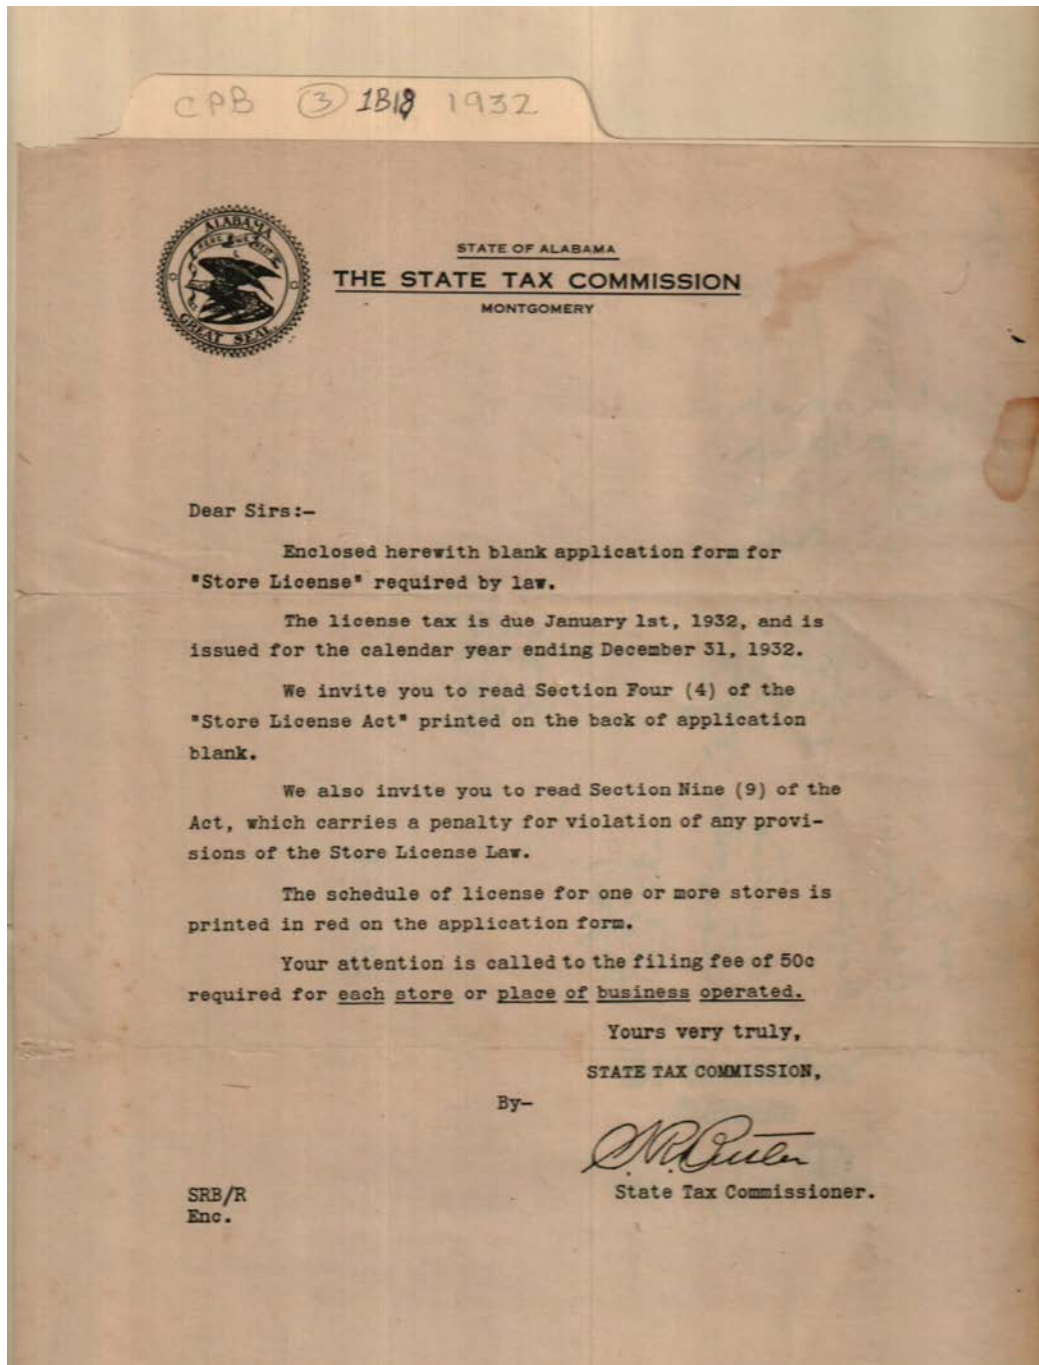 CPB ③ 1B18 1932
ALABAMA
GREAT SEAL
STATE OF ALABAMA
THE STATE TAX COMMISSION
MONTGOMERY
Dear Sirs:—
Enclosed herewith blank application form for
"Store License" required by law.
The license tax is due January 1st, 1932, and is
issued for the calendar year ending December 31, 1932.
We invite you to read Section Four (4) of the
"Store License Act" printed on the back of application
blank.
We also invite you to read Section Nine (9) of the
Act, which carries a penalty for violation of any provi-
sions of the Store License Law.
The schedule of license for one or more stores is
printed in red on the application form.
Your attention is called to the filing fee of 50c
required for each store or place of business operated.
Yours very truly,
STATE TAX COMMISSION,
By—
S.R. Butler
State Tax Commissioner.
SRB/R
Enc.